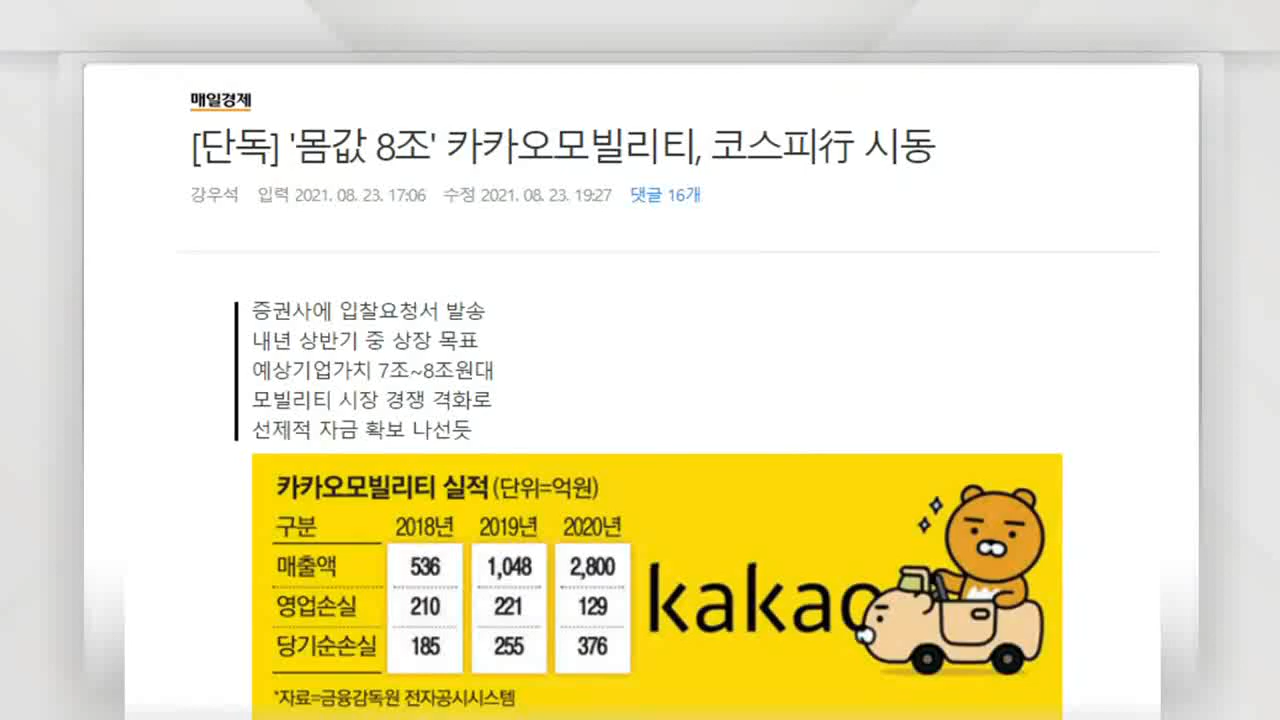 매일경제
[단독] '몸값 8조' 카카오모빌리티, 코스피行 시동
강우석 입력 2021. 08. 23. 17:06 수정 2021. 08. 23. 19:27 댓글 16개
증권사에 입찰요청서 발송
내년 상반기 중 상장 목표
예상기업가치 7조~8조원대
모빌리티 시장 경쟁 격화로
선제적 자금 확보 나선듯
카카오모빌리티 실적 (단위=억원)
구분 2018년 2019년 2020년
매출액 536 1,048 2,800
영업손실 210 221 129
당기순손실 185 255 376
*자료=금융감독원 전자공시시스템
kakao